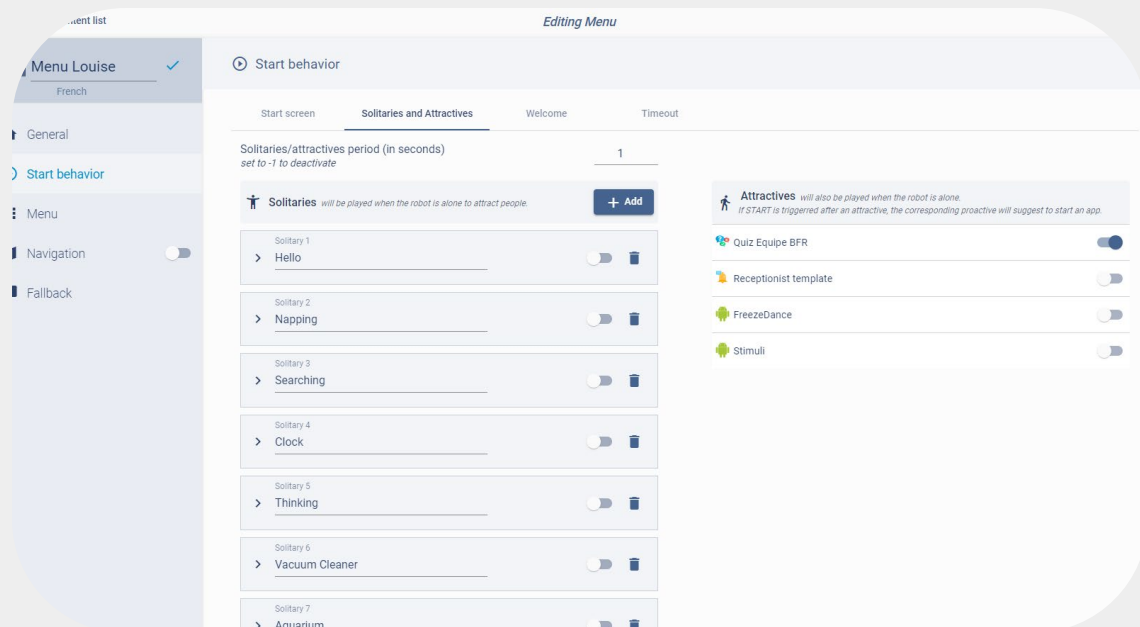 list
Editing Menu
Menu Louise
French
General
Start behavior
Menu
Navigation
Fallback
Start behavior
Start screen
Solitaries and Attractives
Welcome
Timeout
Solitaries/attractives period (in seconds)
set to -1 to deactivate
1
Solitaries will be played when the robot is alone to attract people.
+ Add
Solitary 1
Hello
Solitary 2
Napping
Solitary 3
Searching
Solitary 4
Clock
Solitary 5
Thinking
Solitary 6
Vacuum Cleaner
Solitary 7
Aquarium
Attractives will also be played when the robot is alone.
If START is triggerred after an attractive, the corresponding proactive will suggest to start an app.
Quiz Equipe BFR
Receptionist template
FreezeDance
Stimuli